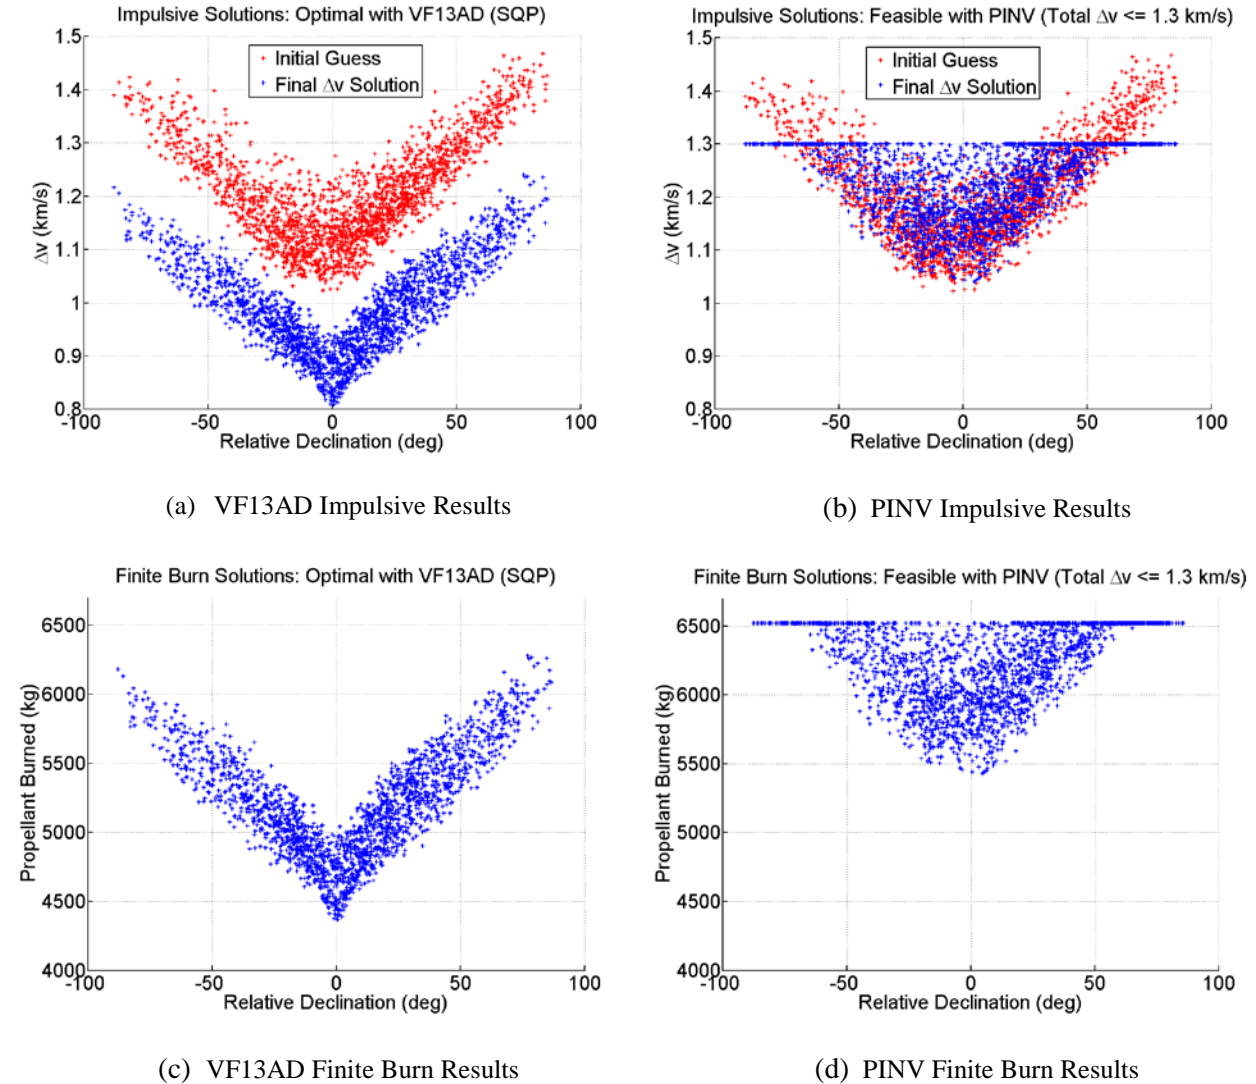 Impulsive Solutions: Optimal with VF13AD (SQP)
1.5
1.4
1.3
1.2
1.1
1
0.9
0.8
Δv (km/s)
Initial Guess
Final Δv Solution
-100
-50
0
50
100
Relative Declination (deg)
(a) VF13AD Impulsive Results
Impulsive Solutions: Feasible with PINV (Total Δv <= 1.3 km/s)
1.5
1.4
1.3
1.2
1.1
1
0.9
0.8
Δv (km/s)
Initial Guess
Final Δv Solution
-100
-50
0
50
100
Relative Declination (deg)
(b) PINV Impulsive Results
Finite Burn Solutions: Optimal with VF13AD (SQP)
6500
6000
5500
5000
4500
4000
Propellant Burned (kg)
-100
-50
0
50
100
Relative Declination (deg)
(c) VF13AD Finite Burn Results
Finite Burn Solutions: Feasible with PINV (Total Δv <= 1.3 km/s)
6500
6000
5500
5000
4500
4000
Propellant Burned (kg)
-100
-50
0
50
100
Relative Declination (deg)
(d) PINV Finite Burn Results